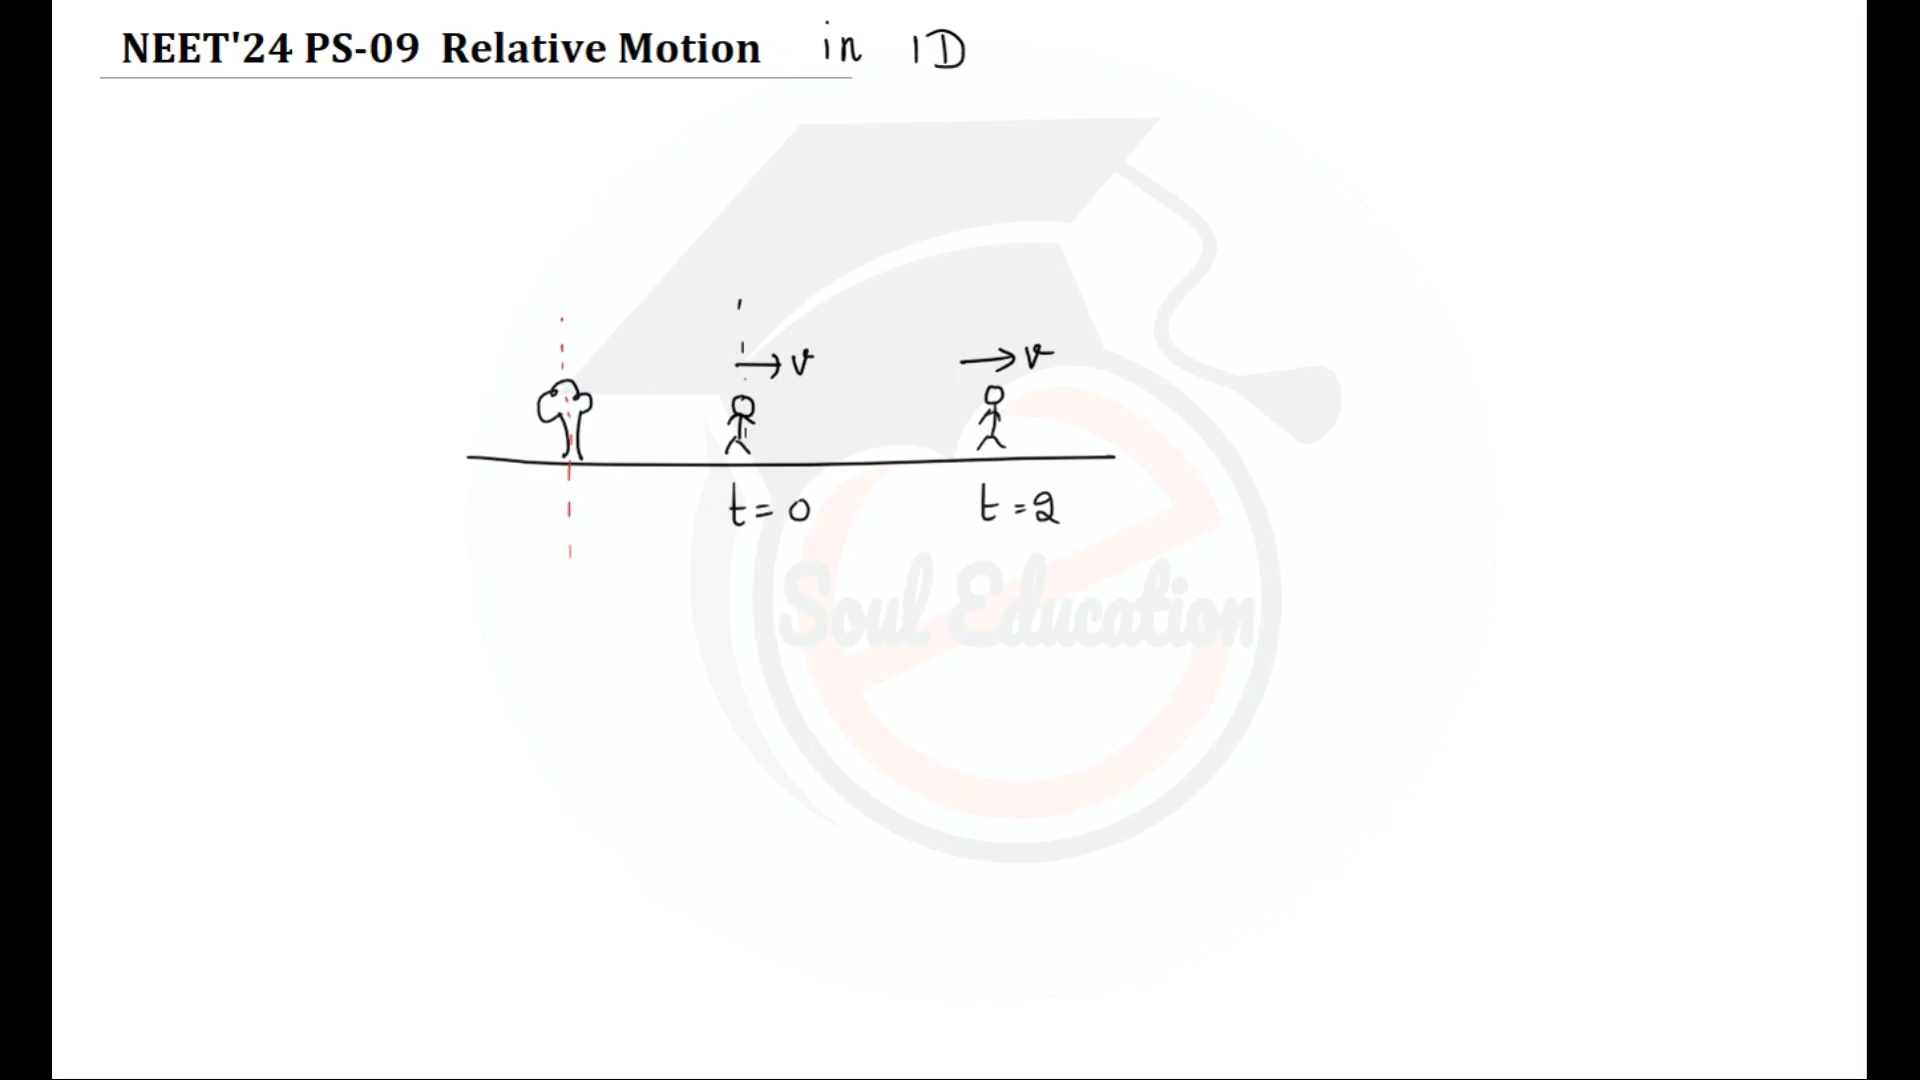 NEET'24 PS-09 Relative Motion in 1D
→ v → v
t = 0 t = 2
Soul Education